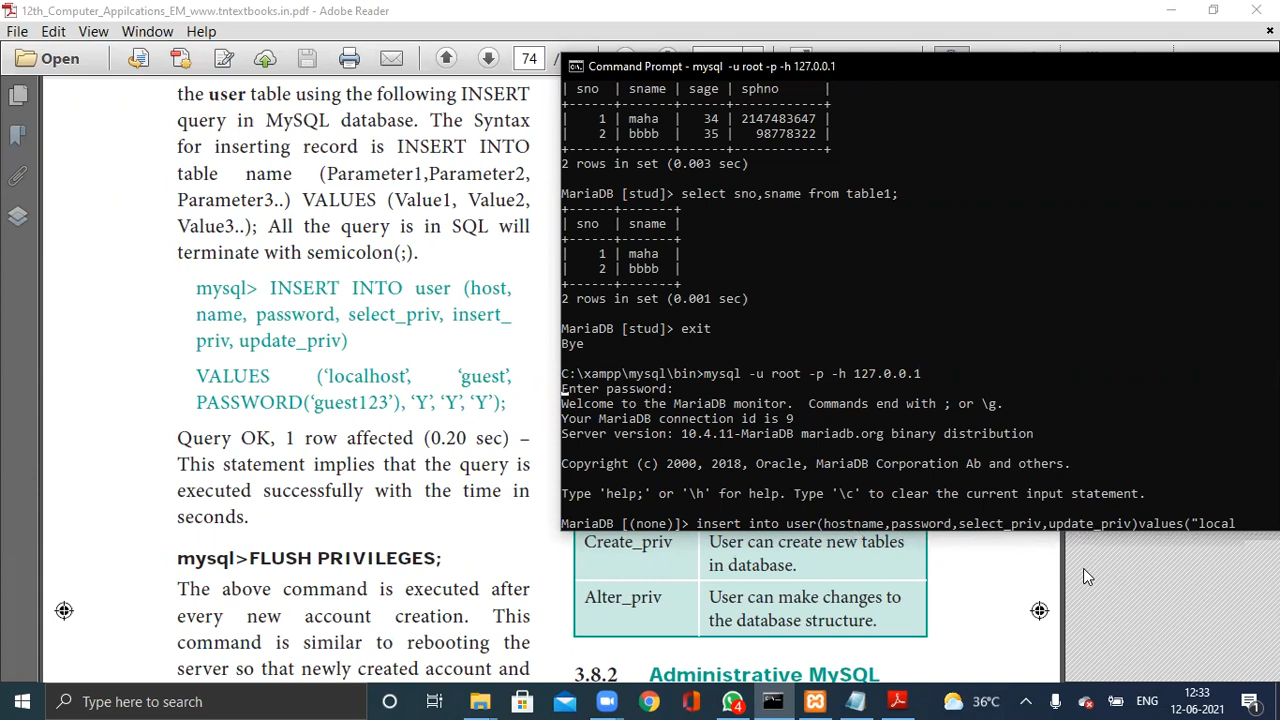 12th_Computer_Applications_EM_www.tntextbooks.in.pdf - Adobe Reader
File Edit View Window Help
Open 74 /
the user table using the following INSERT
query in MySQL database. The Syntax
for inserting record is INSERT INTO
table name (Parameter1,Parameter2,
Parameter3..) VALUES (Value1, Value2,
Value3..); All the query is in SQL will
terminate with semicolon(;).
mysql> INSERT INTO user (host,
name, password, select_priv, insert_
priv, update_priv)
VALUES (‘localhost’, ‘guest’,
PASSWORD(‘guest123’), ‘Y’, ‘Y’, ‘Y’);
Query OK, 1 row affected (0.20 sec) –
This statement implies that the query is
executed successfully with the time in
seconds.
mysql>FLUSH PRIVILEGES;
The above command is executed after
every new account creation. This
command is similar to rebooting the
server so that newly created account and
Command Prompt - mysql -u root -p -h 127.0.0.1
| sno | sname | sage | sphno |
+------+-------+------+------------+
| 1 | maha | 34 | 2147483647 |
| 2 | bbbb | 35 | 98778322 |
+------+-------+------+------------+
2 rows in set (0.003 sec)
MariaDB [stud]> select sno,sname from table1;
+------+-------+
| sno | sname |
+------+-------+
| 1 | maha |
| 2 | bbbb |
+------+-------+
2 rows in set (0.001 sec)
MariaDB [stud]> exit
Bye
C:\xampp\mysql\bin>mysql -u root -p -h 127.0.0.1
Enter password:
Welcome to the MariaDB monitor. Commands end with ; or \g.
Your MariaDB connection id is 9
Server version: 10.4.11-MariaDB mariadb.org binary distribution
Copyright (c) 2000, 2018, Oracle, MariaDB Corporation Ab and others.
Type 'help;' or '\h' for help. Type '\c' to clear the current input statement.
MariaDB [(none)]> insert into user(hostname,password,select_priv,update_priv)values("local
Create_priv User can create new tables
in database.
Alter_priv User can make changes to
the database structure.
3.8.2 Administrative MySQL
Type here to search
4
36°C
ENG
12:33
12-06-2021
1